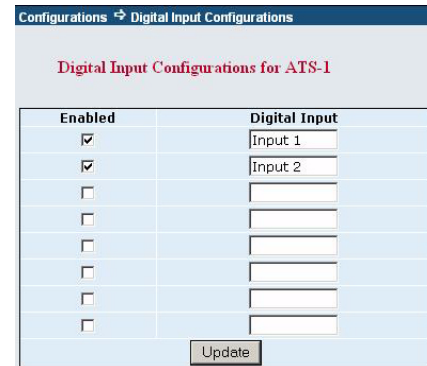 Configurations ⇨ Digital Input Configurations
Digital Input Configurations for ATS-1
Enabled Digital Input
Input 1
Input 2
Update